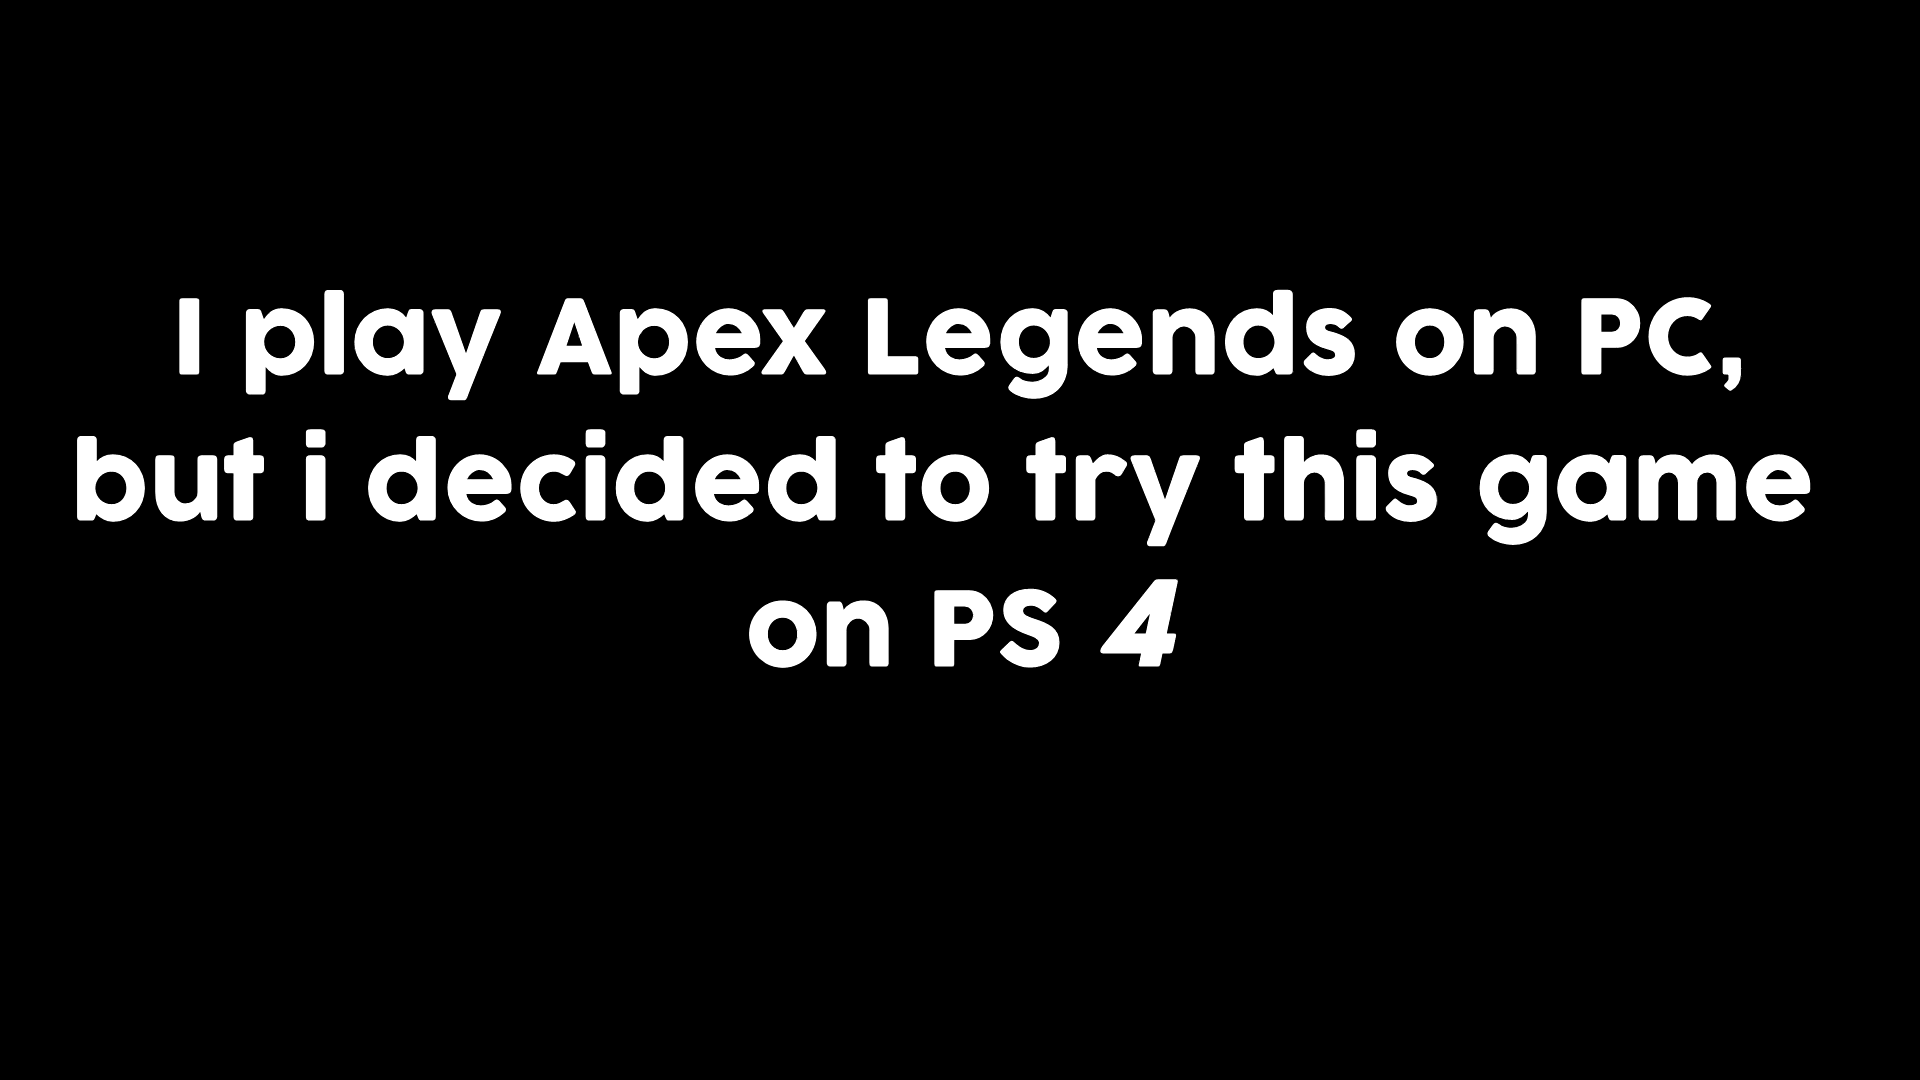 I play Apex Legends on PC,
but i decided to try this game
on PS 4